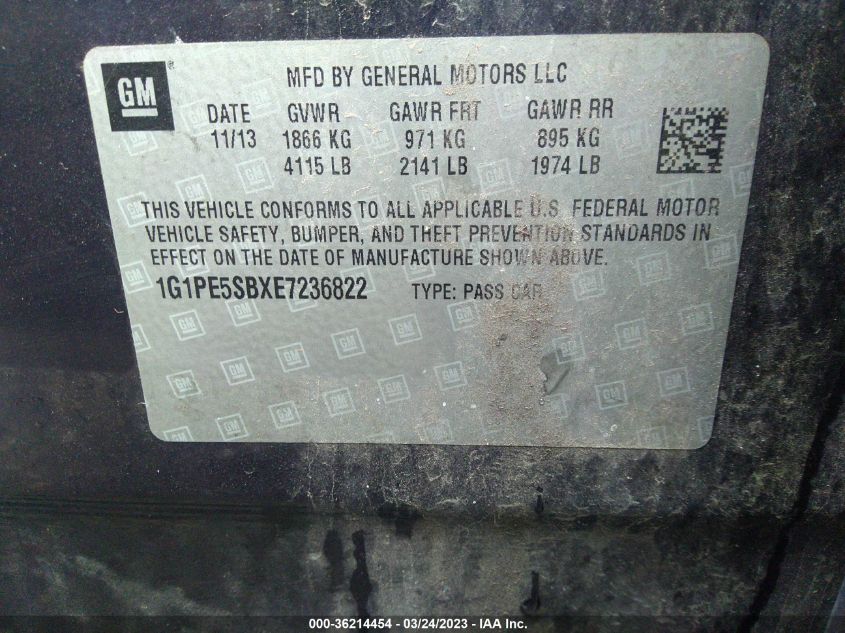 GM
MFD BY GENERAL MOTORS LLC
DATE GVWR GAWR FRT GAWR RR
11/13 1866 KG 971 KG 895 KG
4115 LB 2141 LB 1974 LB
THIS VEHICLE CONFORMS TO ALL APPLICABLE U.S. FEDERAL MOTOR
VEHICLE SAFETY, BUMPER, AND THEFT PREVENTION STANDARDS IN
EFFECT ON THE DATE OF MANUFACTURE SHOWN ABOVE.
1G1PE5SBXE7236822 TYPE: PASS CAR
000-36214454 - 03/24/2023 - IAA Inc.